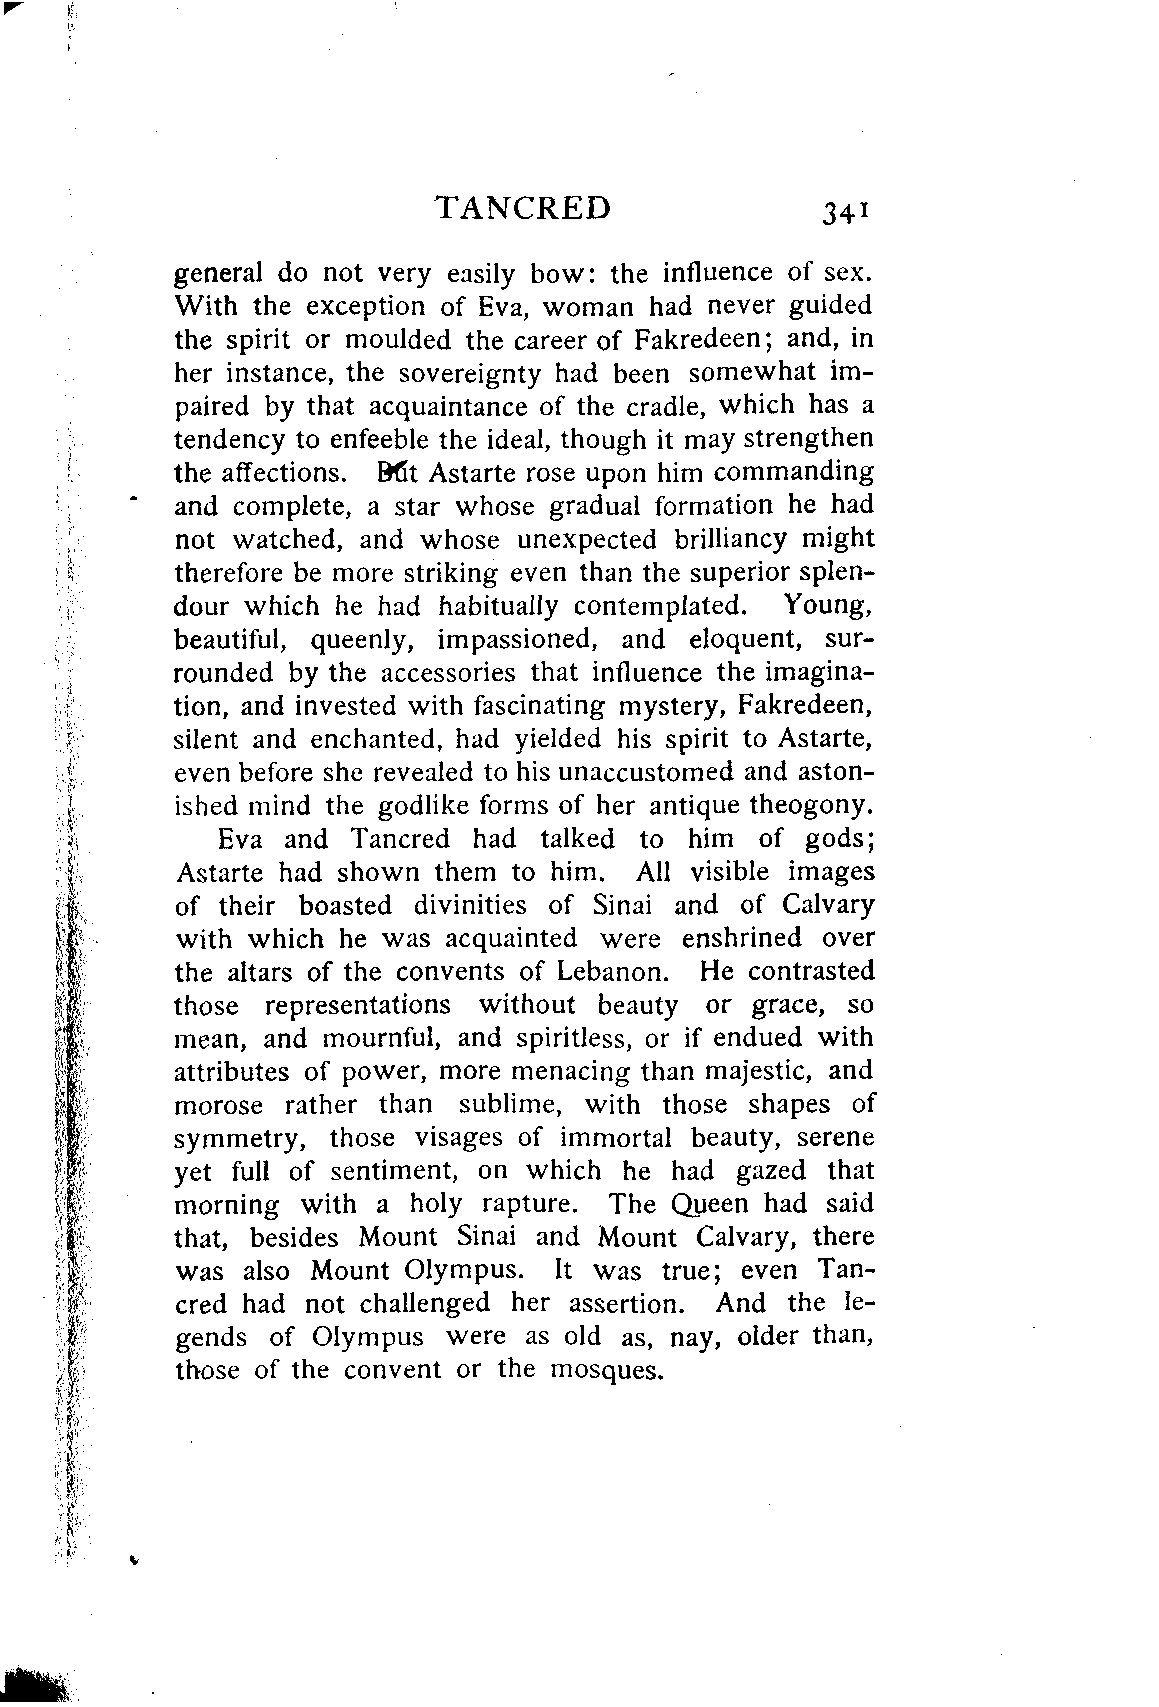 TANCRED 341
general do not very easily bow: the influence of sex.
With the exception of Eva, woman had never guided
the spirit or moulded the career of Fakredeen; and, in
her instance, the sovereignty had been somewhat im-
paired by that acquaintance of the cradle, which has a
tendency to enfeeble the ideal, though it may strengthen
the affections. But Astarte rose upon him commanding
and complete, a star whose gradual formation he had
not watched, and whose unexpected brilliancy might
therefore be more striking even than the superior splen-
dour which he had habitually contemplated. Young,
beautiful, queenly, impassioned, and eloquent, sur-
rounded by the accessories that influence the imagina-
tion, and invested with fascinating mystery, Fakredeen,
silent and enchanted, had yielded his spirit to Astarte,
even before she revealed to his unaccustomed and aston-
ished mind the godlike forms of her antique theogony.
Eva and Tancred had talked to him of gods;
Astarte had shown them to him. All visible images
of their boasted divinities of Sinai and of Calvary
with which he was acquainted were enshrined over
the altars of the convents of Lebanon. He contrasted
those representations without beauty or grace, so
mean, and mournful, and spiritless, or if endued with
attributes of power, more menacing than majestic, and
morose rather than sublime, with those shapes of
symmetry, those visages of immortal beauty, serene
yet full of sentiment, on which he had gazed that
morning with a holy rapture. The Queen had said
that, besides Mount Sinai and Mount Calvary, there
was also Mount Olympus. It was true; even Tan-
cred had not challenged her assertion. And the le-
gends of Olympus were as old as, nay, older than,
those of the convent or the mosques.